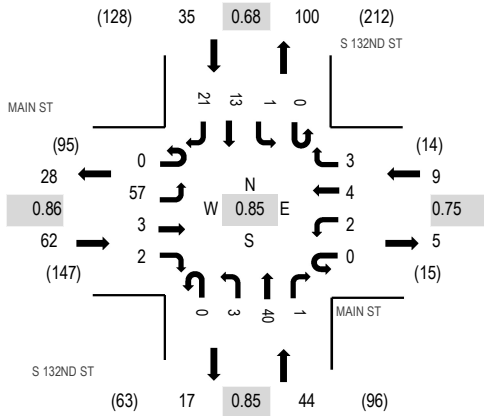 (128) 35 0.68 100 (212)
S 132ND ST
MAIN ST
21 13 1 0
(95) (14)
0 3
28 9
57 N 4
0.86 W 0.85 E 0.75
3 S 2
62 5
2 0
(147) (15)
0 3 40 1
MAIN ST
S 132ND ST
(63) 17 0.85 44 (96)